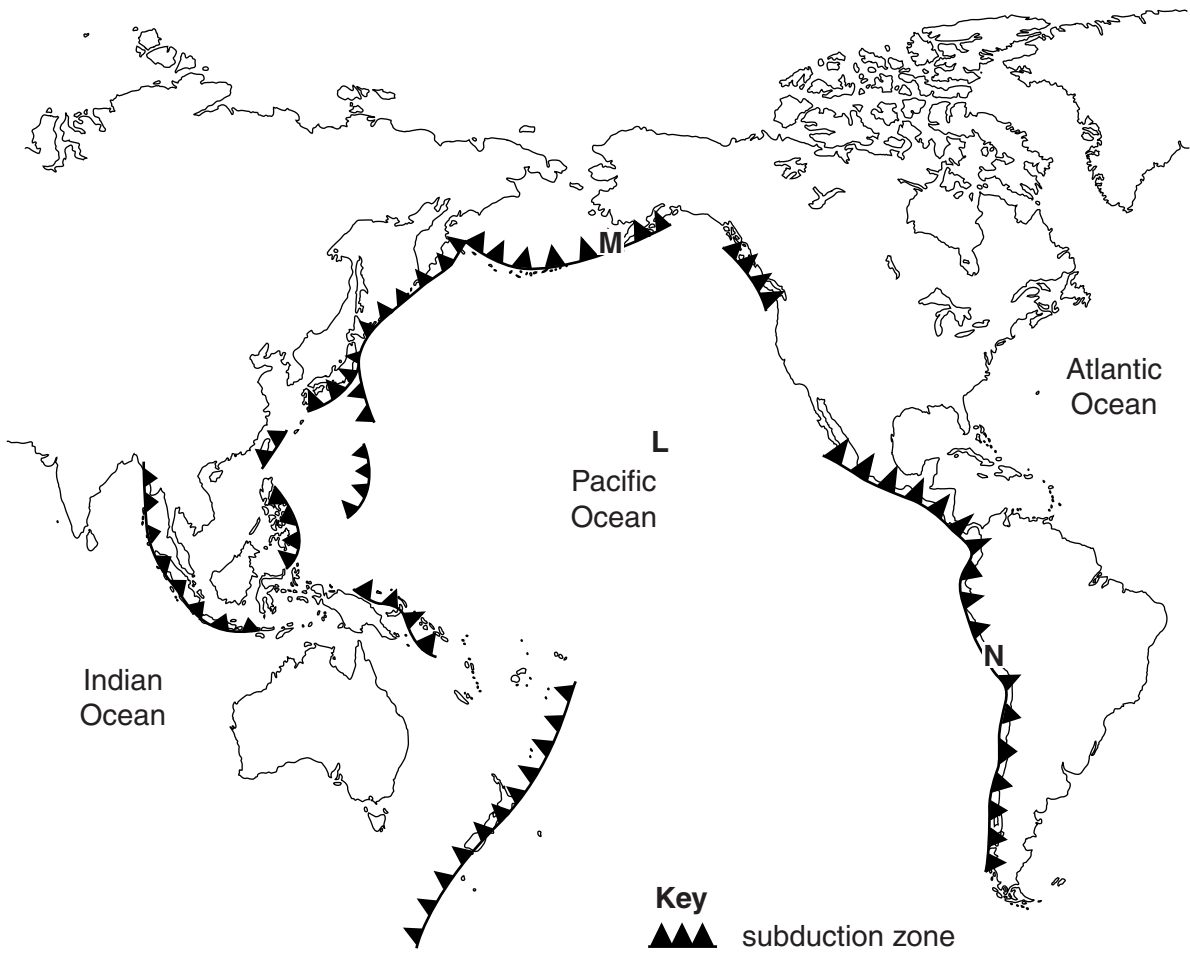 M
Atlantic
Ocean
L
Pacific
Ocean
N
Indian
Ocean
Key
subduction zone